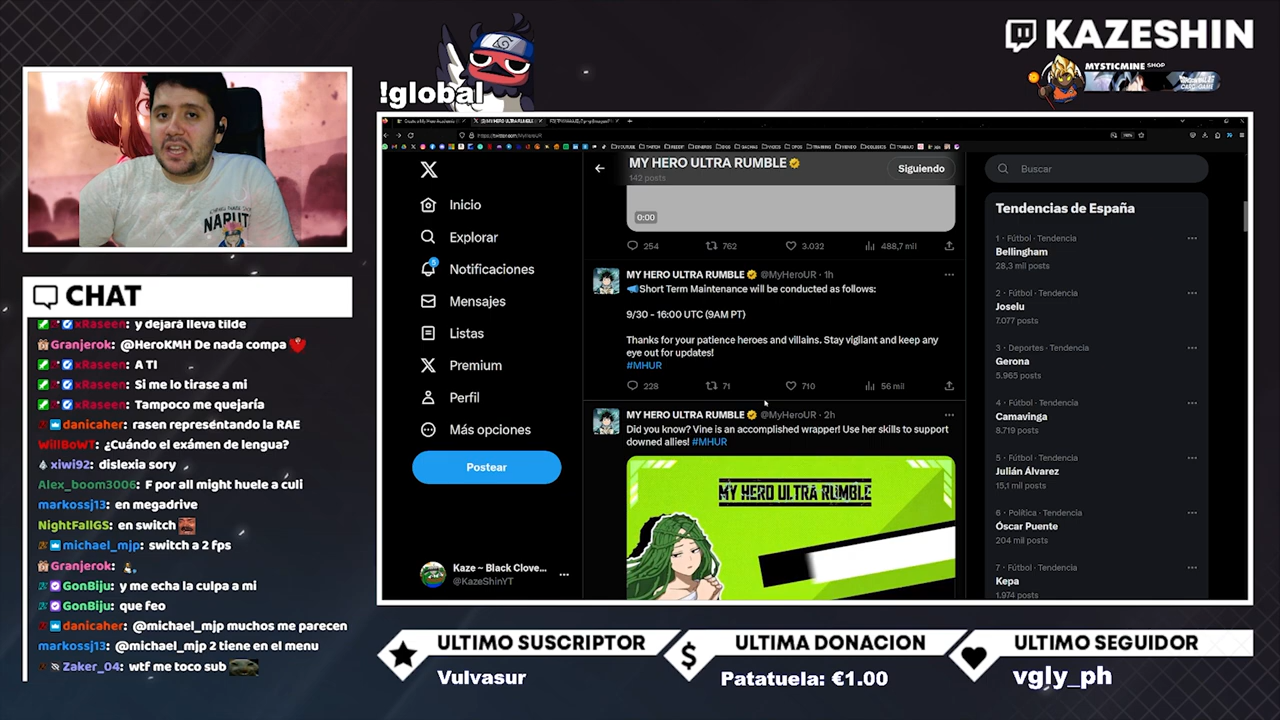 KAZESHIN
MYSTICMINE SHOP
!global
NARUT
CHAT
xRaseen: y dejará lleva tilde
Granjerok: @HeroKMH De nada compa
xRaseen: A TI
xRaseen: Si me lo tirase a mi
xRaseen: Tampoco me quejaría
danicaher: rasen represéntando la RAE
WillBoWT: ¿Cuándo el exámen de lengua?
xiwi92: dislexia sory
Alex_boom3006: F por all might huele a culi
markossj13: en megadrive
NightFallGS: en switch
michael_mjp: switch a 2 fps
Granjerok:
GonBiju: y me echa la culpa a mi
GonBiju: que feo
danicaher: @michael_mjp muchos me parecen
markossj13: @michael_mjp 2 tiene en el menu
Zaker_04: wtf me toco sub
Inicio
Explorar
5
Notificaciones
Mensajes
Listas
Premium
Perfil
Más opciones
Postear
Kaze ~ Black Clove...
@KazeShinYT
MY HERO ULTRA RUMBLE
142 posts
Siguiendo
0:00
254 762 3.032 488,7 mil
MY HERO ULTRA RUMBLE @MyHeroUR · 1h
Short Term Maintenance will be conducted as follows:
9/30 - 16:00 UTC (9AM PT)
Thanks for your patience heroes and villains. Stay vigilant and keep any
eye out for updates!
#MHUR
228 71 710 56 mil
MY HERO ULTRA RUMBLE @MyHeroUR · 2h
Did you know? Vine is an accomplished wrapper! Use her skills to support
downed allies! #MHUR
MY HERO ULTRA RUMBLE
Buscar
Tendencias de España
1 · Fútbol · Tendencia
Bellingham
28,3 mil posts
2 · Fútbol · Tendencia
Joselu
7.077 posts
3 · Deportes · Tendencia
Gerona
5.965 posts
4 · Fútbol · Tendencia
Camavinga
8.719 posts
5 · Fútbol · Tendencia
Julián Álvarez
15,1 mil posts
6 · Política · Tendencia
Óscar Puente
204 mil posts
7 · Fútbol · Tendencia
Kepa
1.974 posts
ULTIMO SUSCRIPTOR
Vulvasur
ULTIMA DONACION
Patatuela: €1.00
ULTIMO SEGUIDOR
vgly_ph